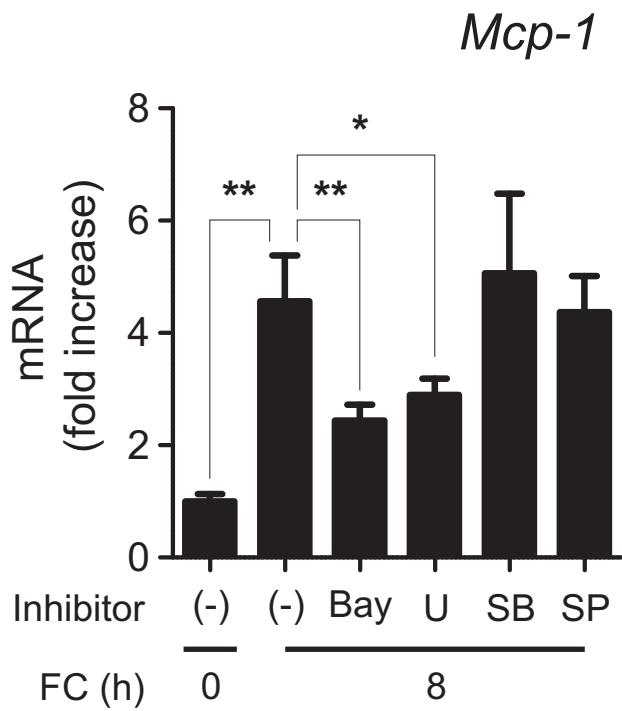 Mcp-1
8
6
4
2
0
mRNA
(fold increase)
*
** **
Inhibitor (-) (-) Bay U SB SP
FC (h) 0 8